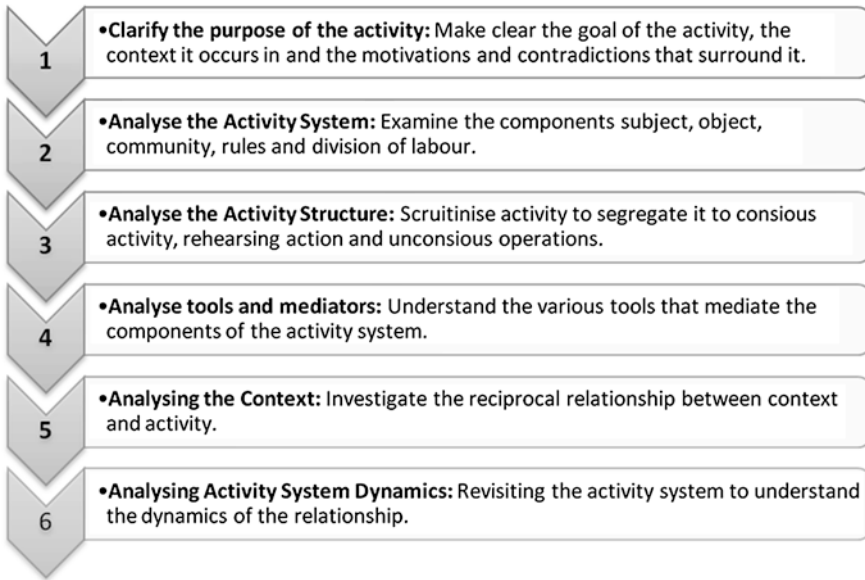 1
•Clarify the purpose of the activity: Make clear the goal of the activity, the
context it occurs in and the motivations and contradictions that surround it.
2
•Analyse the Activity System: Examine the components subject, object,
community, rules and division of labour.
3
•Analyse the Activity Structure: Scruitinise activity to segregate it to consious
activity, rehearsing action and unconsious operations.
4
•Analyse tools and mediators: Understand the various tools that mediate the
components of the activity system.
5
•Analysing the Context: Investigate the reciprocal relationship between context
and activity.
6
•Analysing Activity System Dynamics: Revisiting the activity system to understand
the dynamics of the relationship.